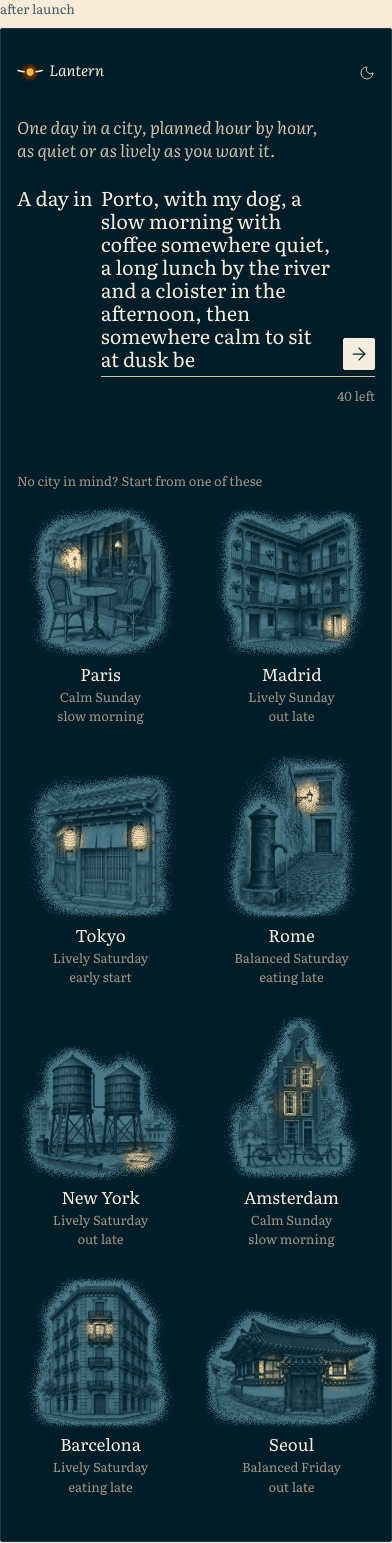 after launch
Lantern
One day in a city, planned hour by hour,
as quiet or as lively as you want it.
A day in Porto, with my dog, a
slow morning with
coffee somewhere quiet,
a long lunch by the river
and a cloister in the
afternoon, then
somewhere calm to sit
at dusk be
40 left
No city in mind? Start from one of these
Paris
Calm Sunday
slow morning
Madrid
Lively Sunday
out late
Tokyo
Lively Saturday
early start
Rome
Balanced Saturday
eating late
New York
Lively Saturday
out late
Amsterdam
Calm Sunday
slow morning
Barcelona
Lively Saturday
eating late
Seoul
Balanced Friday
out late